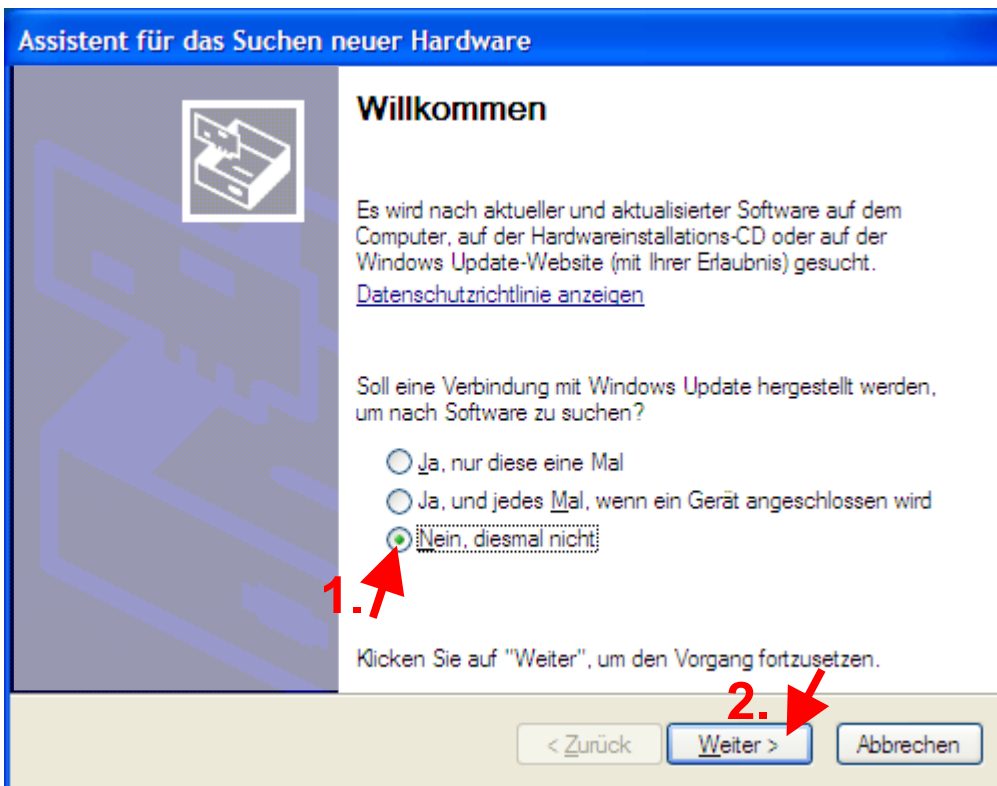 Assistent für das Suchen neuer Hardware
Willkommen
Es wird nach aktueller und aktualisierter Software auf dem
Computer, auf der Hardwareinstallations-CD oder auf der
Windows Update-Website (mit Ihrer Erlaubnis) gesucht.
Datenschutzrichtlinie anzeigen
Soll eine Verbindung mit Windows Update hergestellt werden,
um nach Software zu suchen?
Ja, nur diese eine Mal
Ja, und jedes Mal, wenn ein Gerät angeschlossen wird
Nein, diesmal nicht
1.
Klicken Sie auf "Weiter", um den Vorgang fortzusetzen.
2.
< Zurück Weiter > Abbrechen